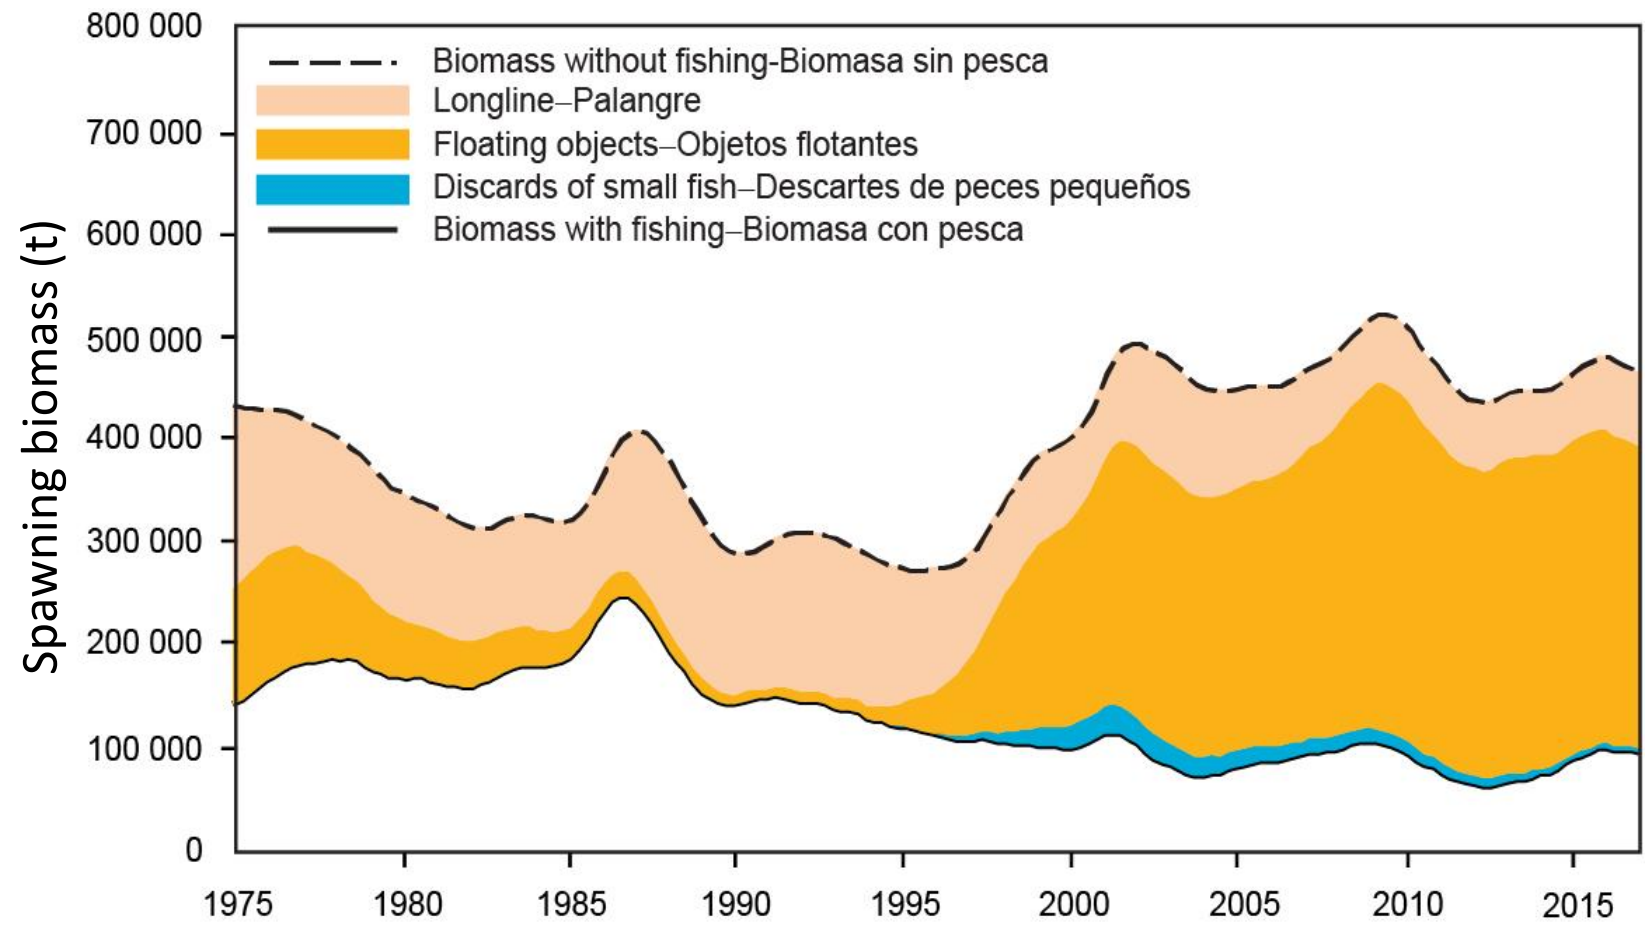 800 000
700 000
600 000
500 000
400 000
300 000
200 000
100 000
0
Spawning biomass (t)
Biomass without fishing-Biomasa sin pesca
Longline–Palangre
Floating objects–Objetos flotantes
Discards of small fish–Descartes de peces pequeños
Biomass with fishing–Biomasa con pesca
1975 1980 1985 1990 1995 2000 2005 2010 2015